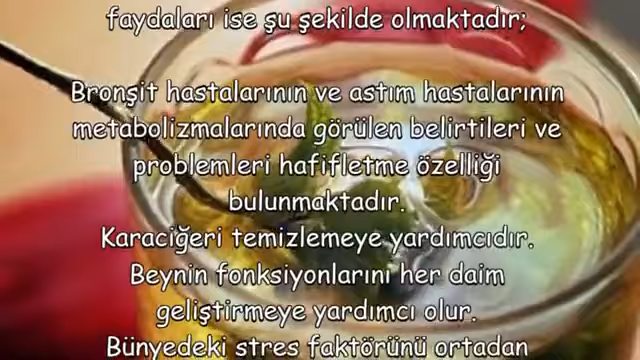 faydaları ise şu şekilde olmaktadır;
Bronşit hastalarının ve astım hastalarının
metabolizmalarında görülen belirtileri ve
problemleri hafifletme özelliği
bulunmaktadır.
Karaciğeri temizlemeye yardımcıdır.
Beynin fonksiyonlarını her daim
geliştirmeye yardımcı olur.
Bünyedeki stres faktörünü ortadan